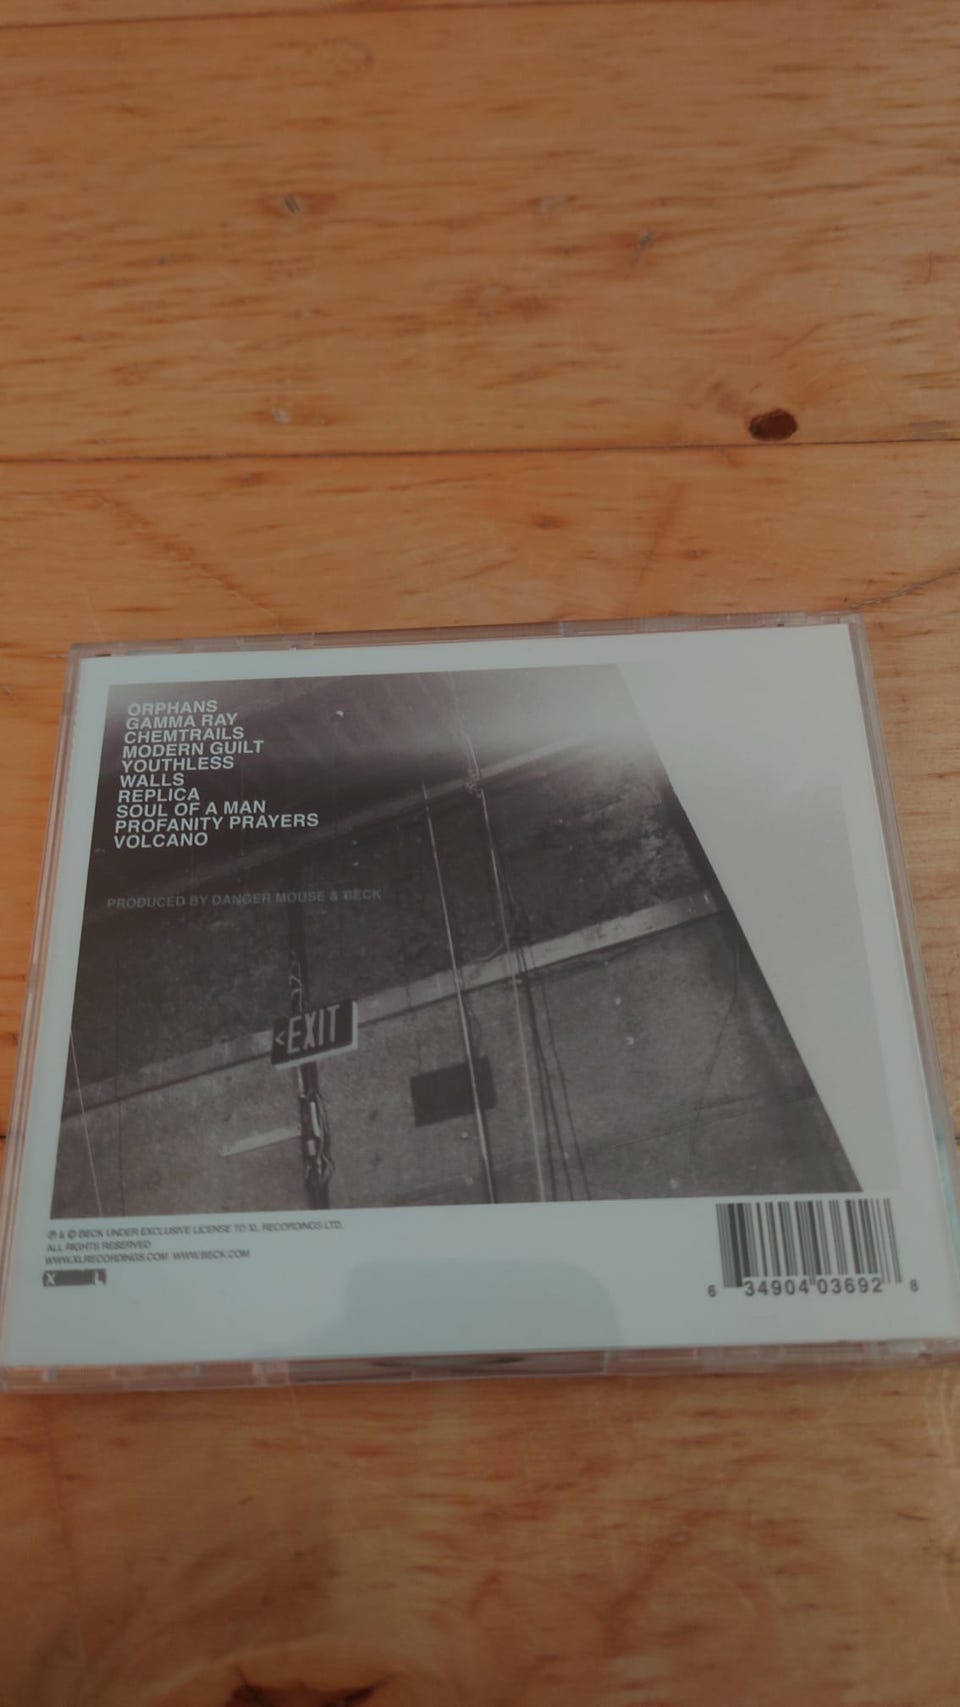 ORPHANS
GAMMA RAY
CHEMTRAILS
MODERN GUILT
YOUTHLESS
WALLS
REPLICA
SOUL OF A MAN
PROFANITY PRAYERS
VOLCANO
PRODUCED BY DANGER MOUSE & BECK
<EXIT
℗ & © BECK UNDER EXCLUSIVE LICENSE TO XL RECORDINGS LTD.
ALL RIGHTS RESERVED
WWW.XLRECORDINGS.COM WWW.BECK.COM
X L
6 34904 03692 8